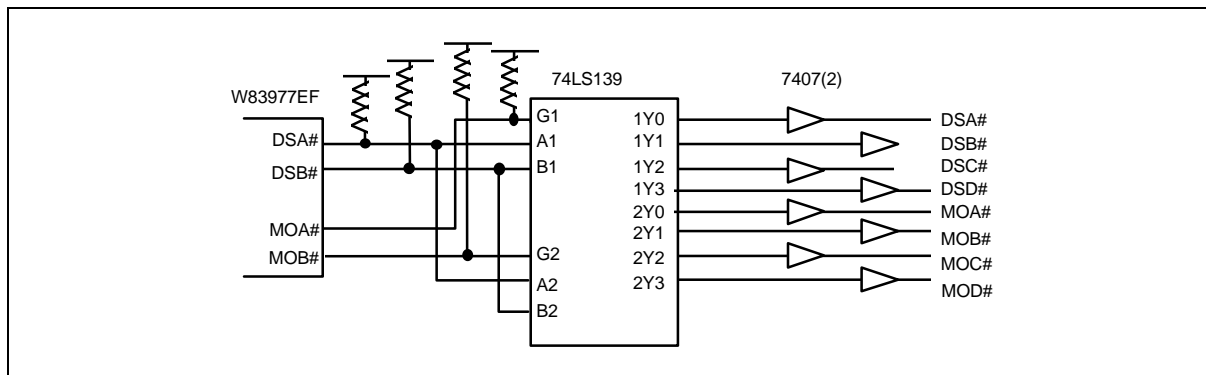 74LS139
7407(2)
W83977EF
DSA#
DSB#
MOA#
MOB#
G1
A1
B1
G2
A2
B2
1Y0
1Y1
1Y2
1Y3
2Y0
2Y1
2Y2
2Y3
DSA#
DSB#
DSC#
DSD#
MOA#
MOB#
MOC#
MOD#